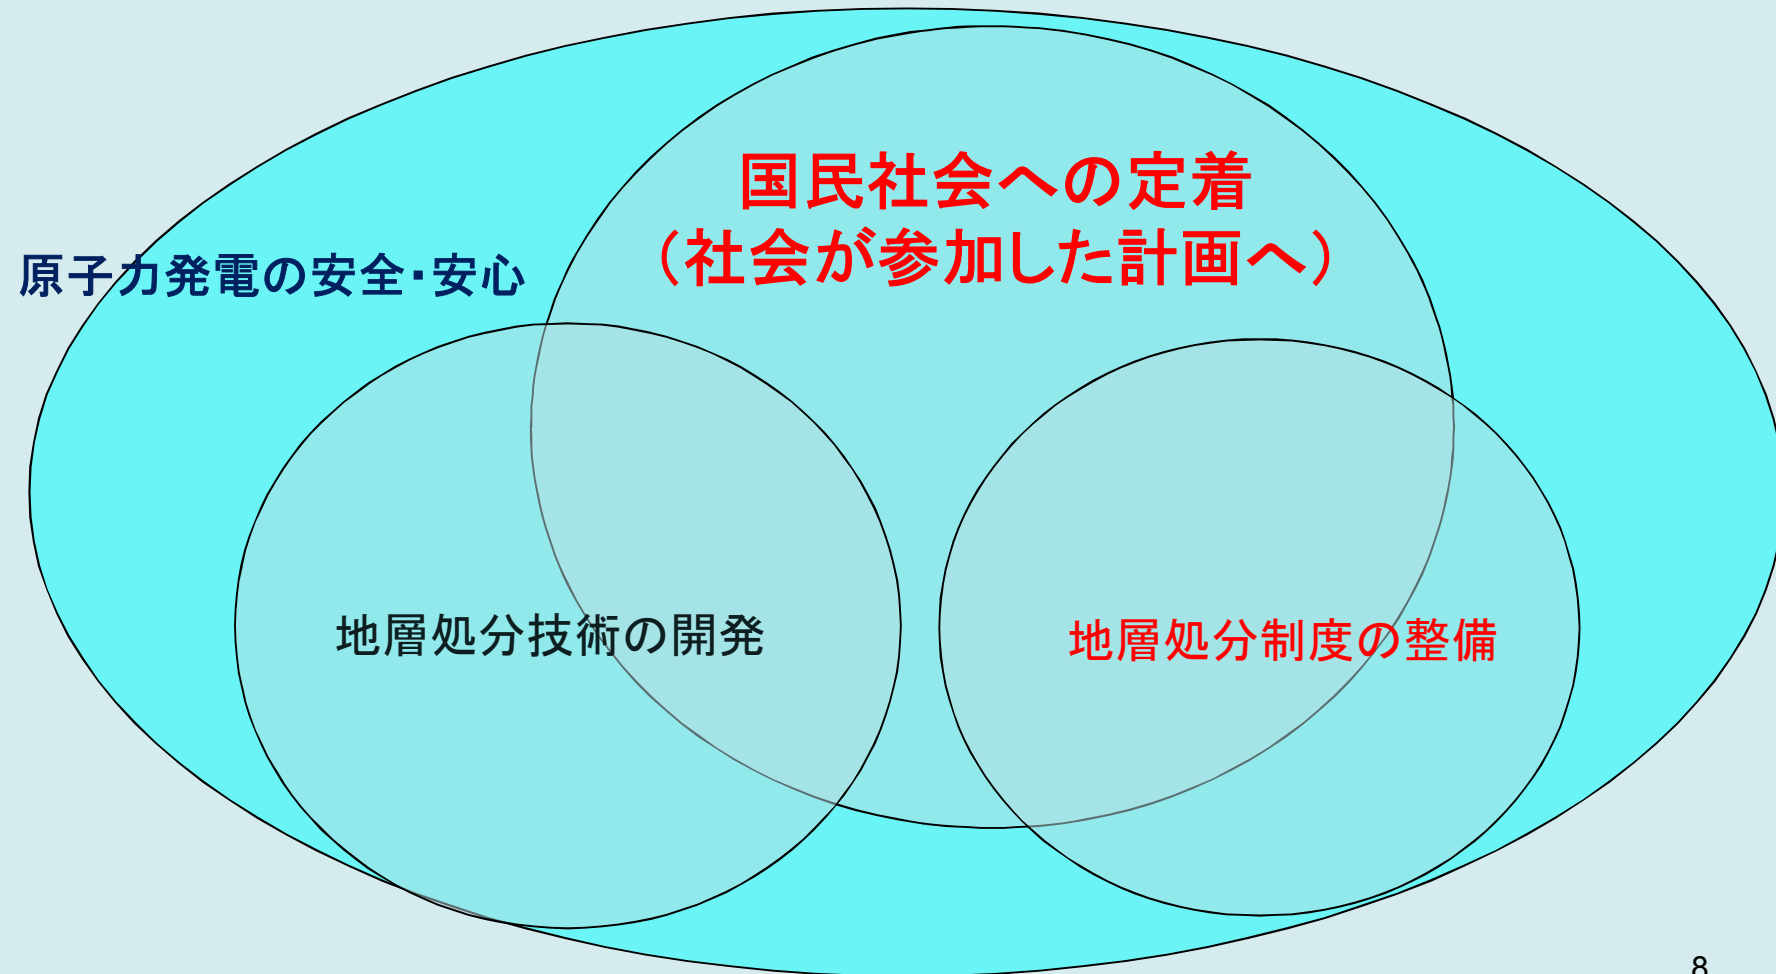 国民社会への定着
（社会が参加した計画へ）
原子力発電の安全・安心
地層処分技術の開発
地層処分制度の整備
8